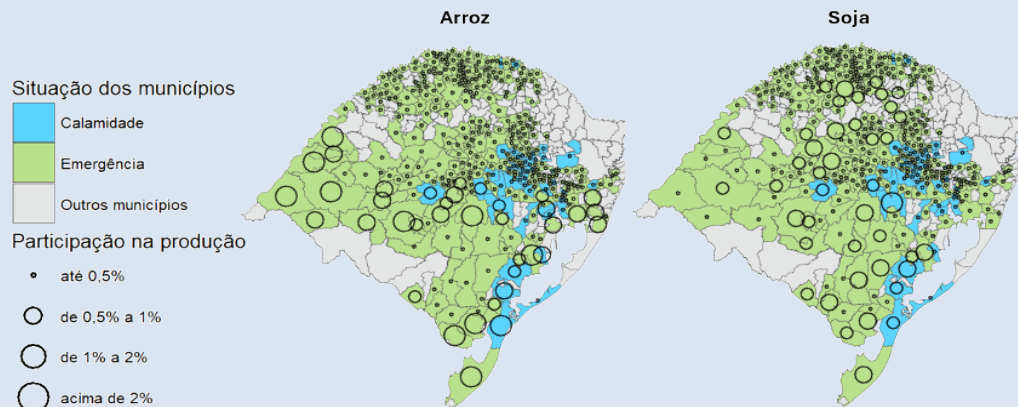 Arroz
Soja
Situação dos municípios
Calamidade
Emergência
Outros municípios
Participação na produção
até 0,5%
de 0,5% a 1%
de 1% a 2%
acima de 2%